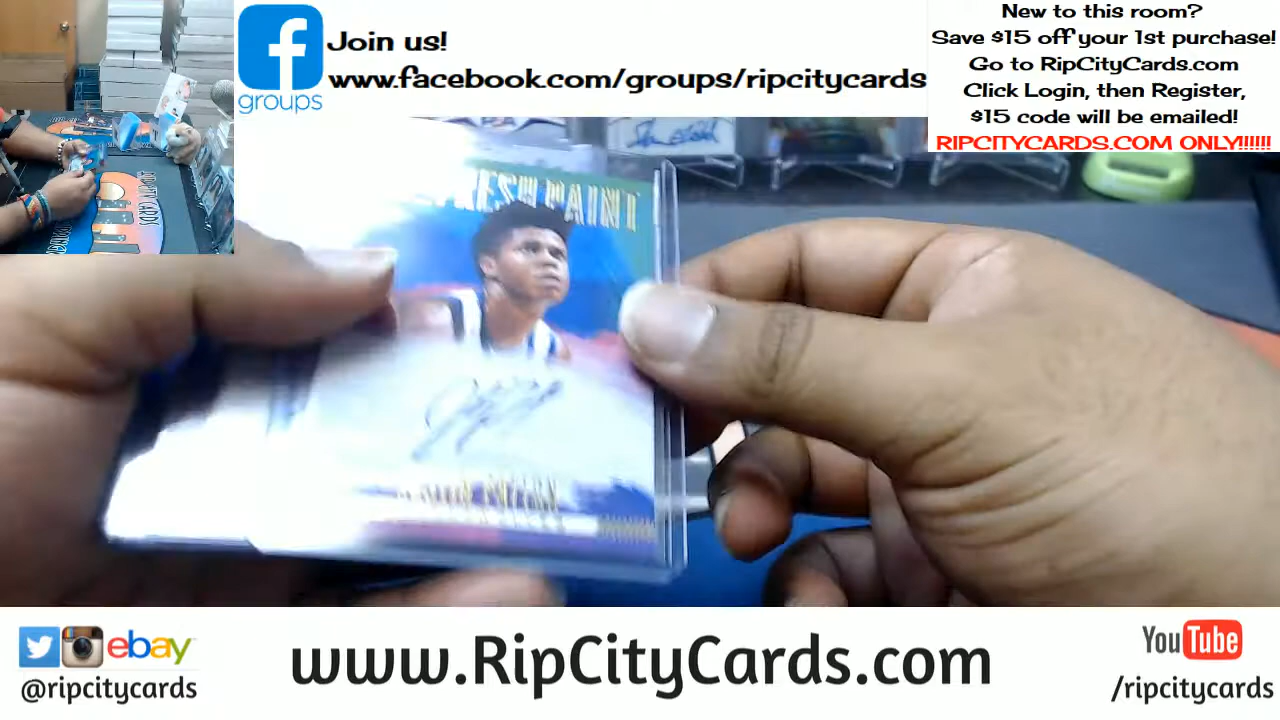 Join us!
www.facebook.com/groups/ripcitycards
groups
New to this room?
Save $15 off your 1st purchase!
Go to RipCityCards.com
Click Login, then Register,
$15 code will be emailed!
RIPCITYCARDS.COM ONLY!!!!!!
FRESH PAINT
ebay
@ripcitycards
www.RipCityCards.com
YouTube
/ripcitycards